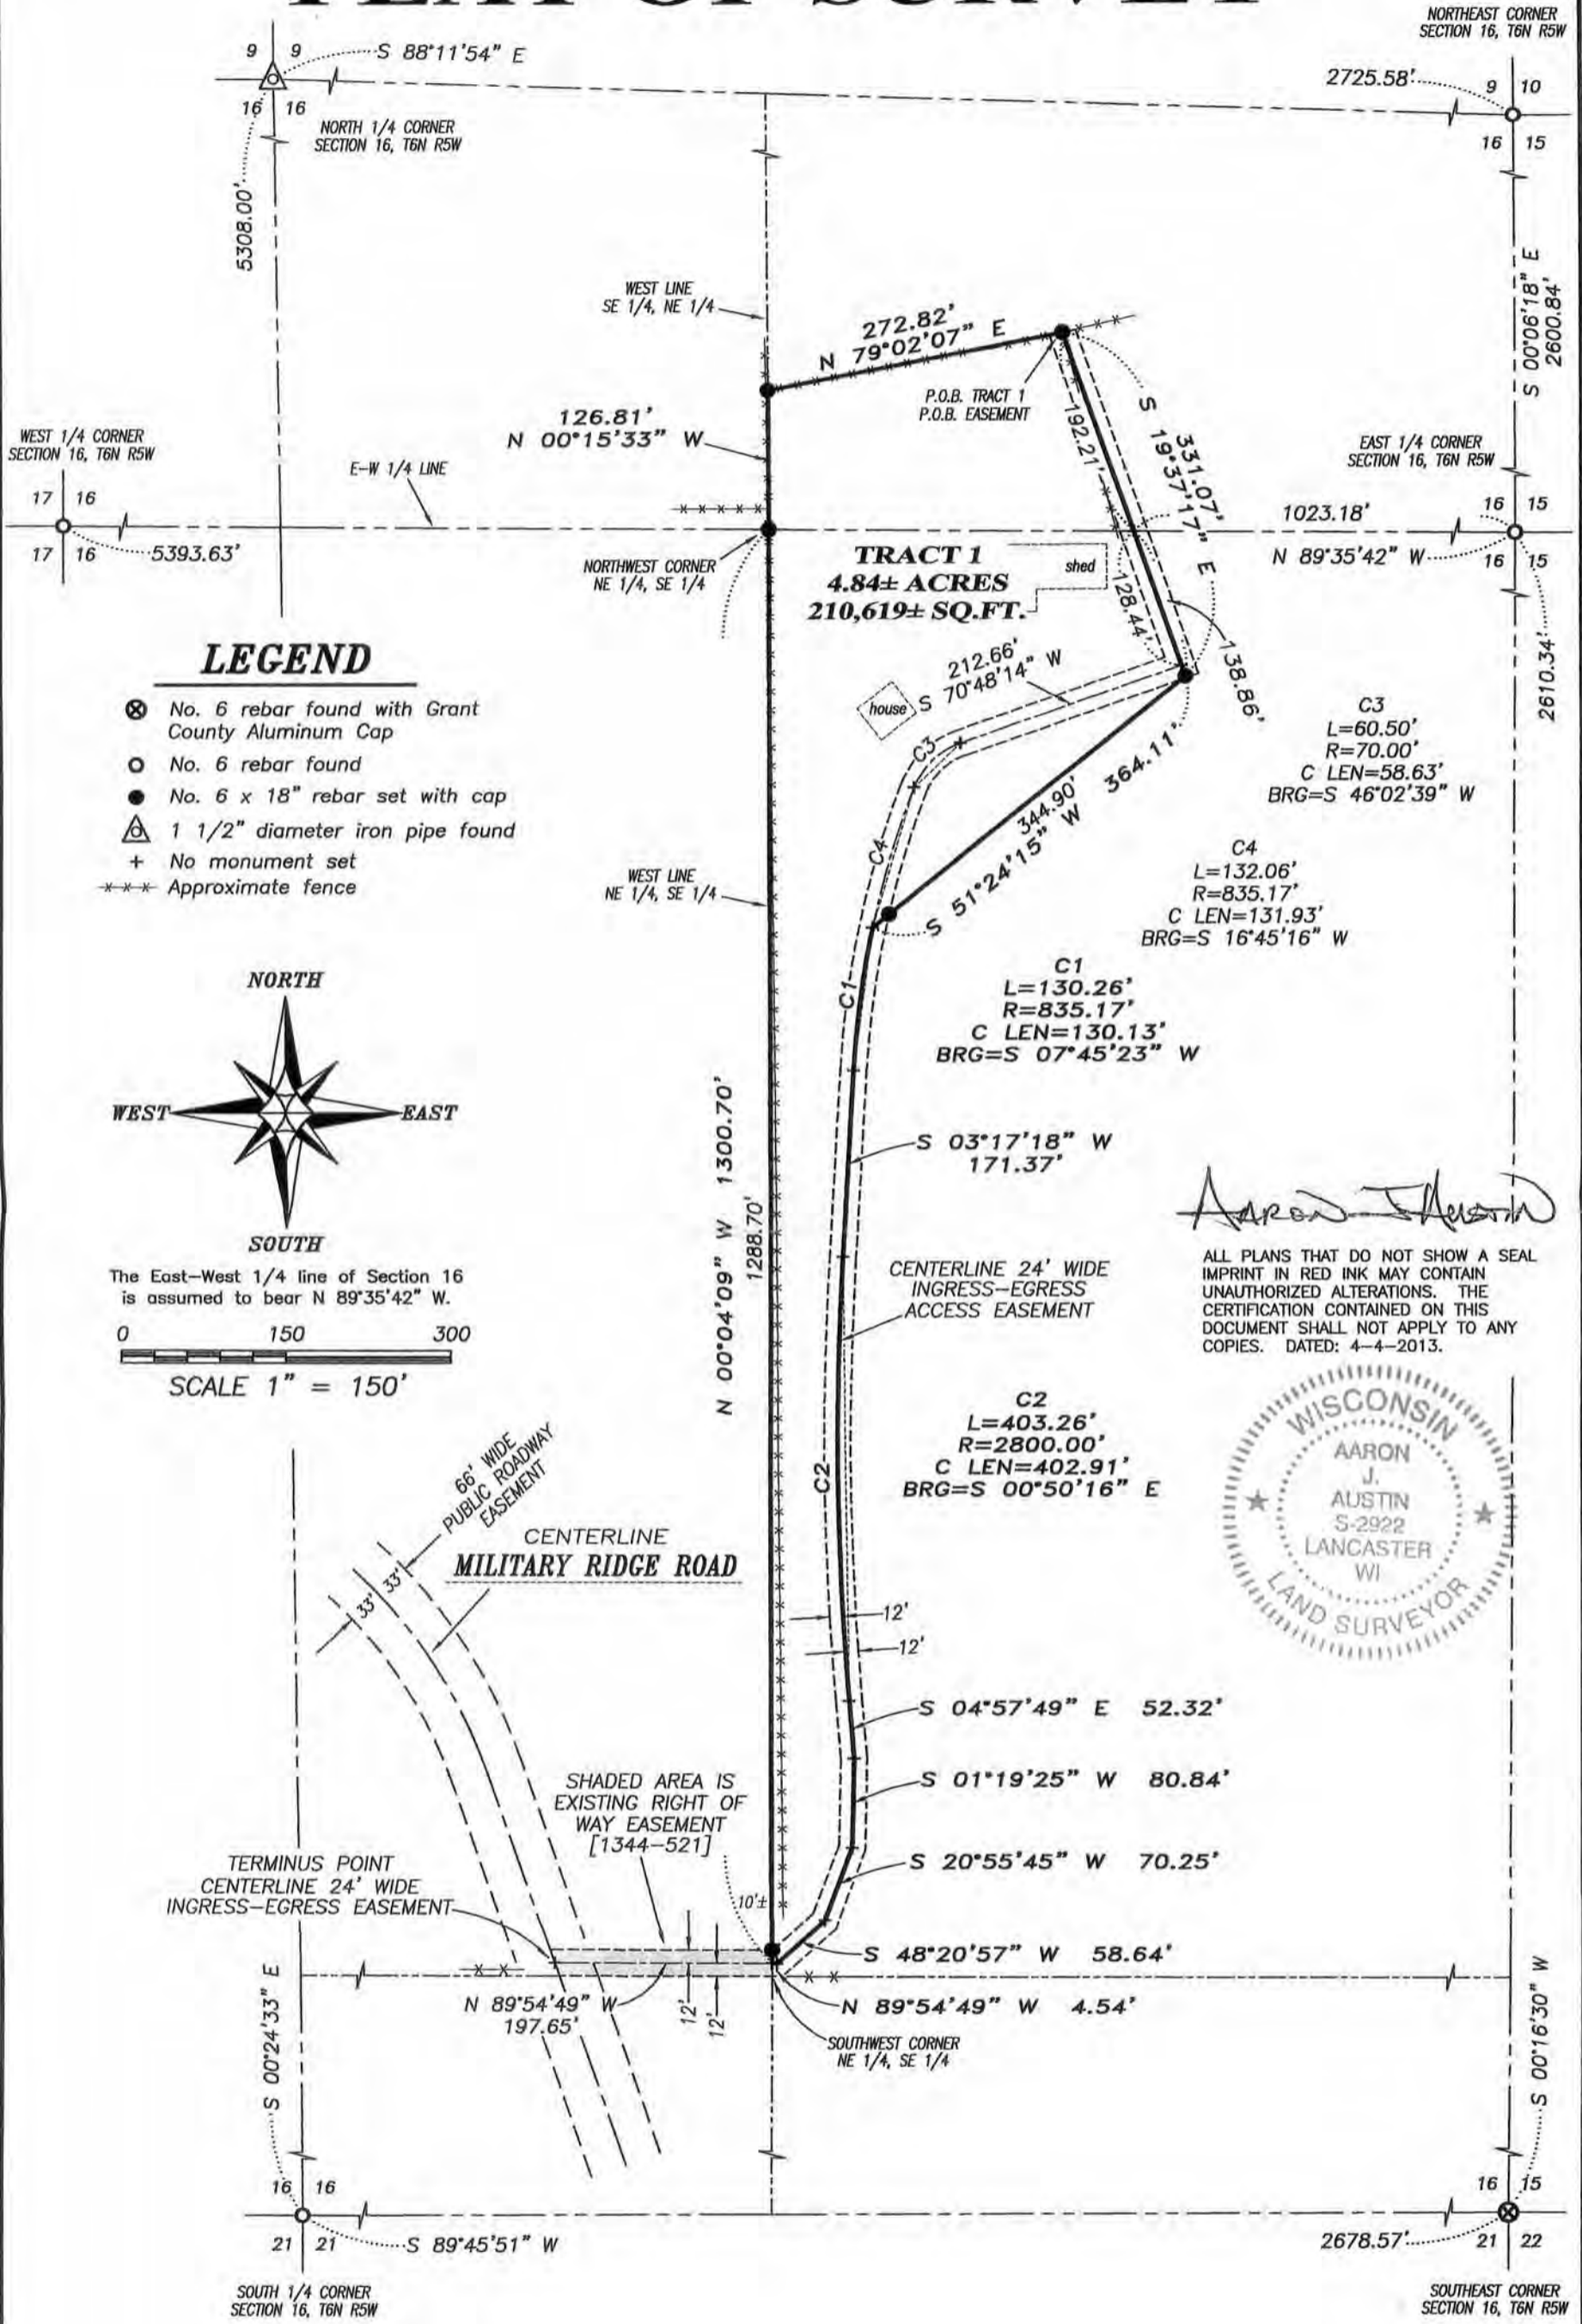 PLAT OF SURVEY
NORTHEAST CORNER
SECTION 16, T6N R5W
9 9
S 88°11'54" E
2725.58'
9 10
16 16
NORTH 1/4 CORNER
SECTION 16, T6N R5W
16 15
5308.00'
S 00°06'18" E
2600.84'
WEST LINE
SE 1/4, NE 1/4
272.82'
N 79°02'07" E
P.O.B. TRACT 1
P.O.B. EASEMENT
126.81'
N 00°15'33" W
192.21'
331.07'
S 19°37'17" E
WEST 1/4 CORNER
SECTION 16, T6N R5W
E-W 1/4 LINE
EAST 1/4 CORNER
SECTION 16, T6N R5W
17 16
17 16
5393.63'
16 15
1023.18'
N 89°35'42" W
16 15
NORTHWEST CORNER
NE 1/4, SE 1/4
TRACT 1
4.84± ACRES
210,619± SQ.FT.
shed
128.44'
138.86'
2610.34'
212.66'
S 70°48'14" W
house
LEGEND
No. 6 rebar found with Grant
County Aluminum Cap
No. 6 rebar found
No. 6 x 18" rebar set with cap
1 1/2" diameter iron pipe found
+ No monument set
-x-x-x- Approximate fence
C3
L=60.50'
R=70.00'
C LEN=58.63'
BRG=S 46°02'39" W
C3
364.11'
344.90'
S 51°24'15" W
C4
C4
L=132.06'
R=835.17'
C LEN=131.93'
BRG=S 16°45'16" W
WEST LINE
NE 1/4, SE 1/4
C1
C1
L=130.26'
R=835.17'
C LEN=130.13'
BRG=S 07°45'23" W
NORTH
WEST
EAST
SOUTH
The East-West 1/4 line of Section 16
is assumed to bear N 89°35'42" W.
0 150 300
SCALE 1" = 150'
N 00°04'09" W 1300.70'
1288.70'
S 03°17'18" W
171.37'
CENTERLINE 24' WIDE
INGRESS-EGRESS
ACCESS EASEMENT
AARON J AUSTIN
ALL PLANS THAT DO NOT SHOW A SEAL
IMPRINT IN RED INK MAY CONTAIN
UNAUTHORIZED ALTERATIONS. THE
CERTIFICATION CONTAINED ON THIS
DOCUMENT SHALL NOT APPLY TO ANY
COPIES. DATED: 4-4-2013.
C2
C2
L=403.26'
R=2800.00'
C LEN=402.91'
BRG=S 00°50'16" E
WISCONSIN
AARON
J.
AUSTIN
S-2922
LANCASTER
WI
LAND SURVEYOR
66' WIDE
PUBLIC ROADWAY
EASEMENT
33' 33'
CENTERLINE
MILITARY RIDGE ROAD
12'
12'
S 04°57'49" E 52.32'
S 01°19'25" W 80.84'
SHADED AREA IS
EXISTING RIGHT OF
WAY EASEMENT
[1344-521]
S 20°55'45" W 70.25'
TERMINUS POINT
CENTERLINE 24' WIDE
INGRESS-EGRESS EASEMENT
10'±
S 48°20'57" W 58.64'
N 89°54'49" W
197.65'
12'
12'
N 89°54'49" W 4.54'
SOUTHWEST CORNER
NE 1/4, SE 1/4
S 00°24'33" E
S 00°16'30" W
16 16
21 21
S 89°45'51" W
16 15
2678.57'
21 22
SOUTH 1/4 CORNER
SECTION 16, T6N R5W
SOUTHEAST CORNER
SECTION 16, T6N R5W